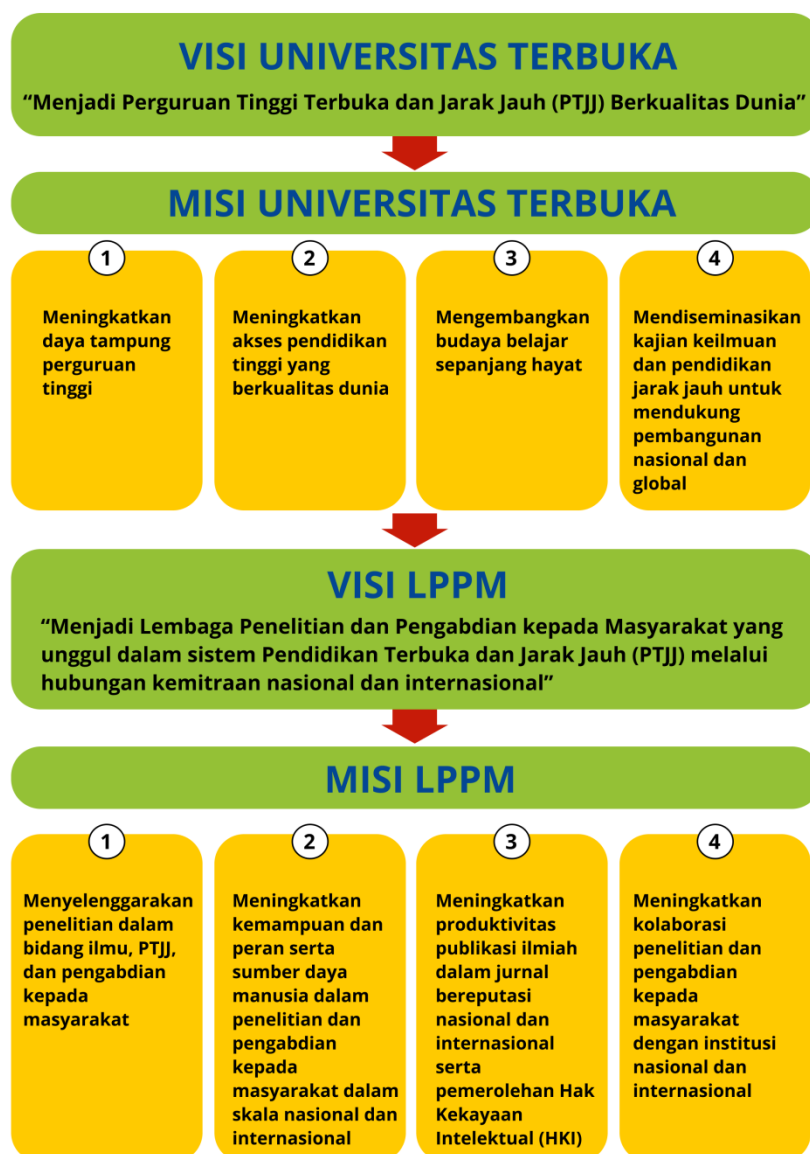 VISI UNIVERSITAS TERBUKA
“Menjadi Perguruan Tinggi Terbuka dan Jarak Jauh (PTJJ) Berkualitas Dunia”
MISI UNIVERSITAS TERBUKA
1
Meningkatkan
daya tampung
perguruan
tinggi
2
Meningkatkan
akses pendidikan
tinggi yang
berkualitas dunia
3
Mengembangkan
budaya belajar
sepanjang hayat
4
Mendiseminasikan
kajian keilmuan
dan pendidikan
jarak jauh untuk
mendukung
pembangunan
nasional dan
global
VISI LPPM
“Menjadi Lembaga Penelitian dan Pengabdian kepada Masyarakat yang
unggul dalam sistem Pendidikan Terbuka dan Jarak Jauh (PTJJ) melalui
hubungan kemitraan nasional dan internasional”
MISI LPPM
1
Menyelenggarakan
penelitian dalam
bidang ilmu, PTJJ,
dan pengabdian
kepada
masyarakat
2
Meningkatkan
kemampuan dan
peran serta
sumber daya
manusia dalam
penelitian dan
pengabdian
kepada
masyarakat dalam
skala nasional dan
internasional
3
Meningkatkan
produktivitas
publikasi ilmiah
dalam jurnal
bereputasi
nasional dan
internasional
serta
pemerolehan Hak
Kekayaan
Intelektual (HKI)
4
Meningkatkan
kolaborasi
penelitian dan
pengabdian
kepada
masyarakat
dengan institusi
nasional dan
internasional